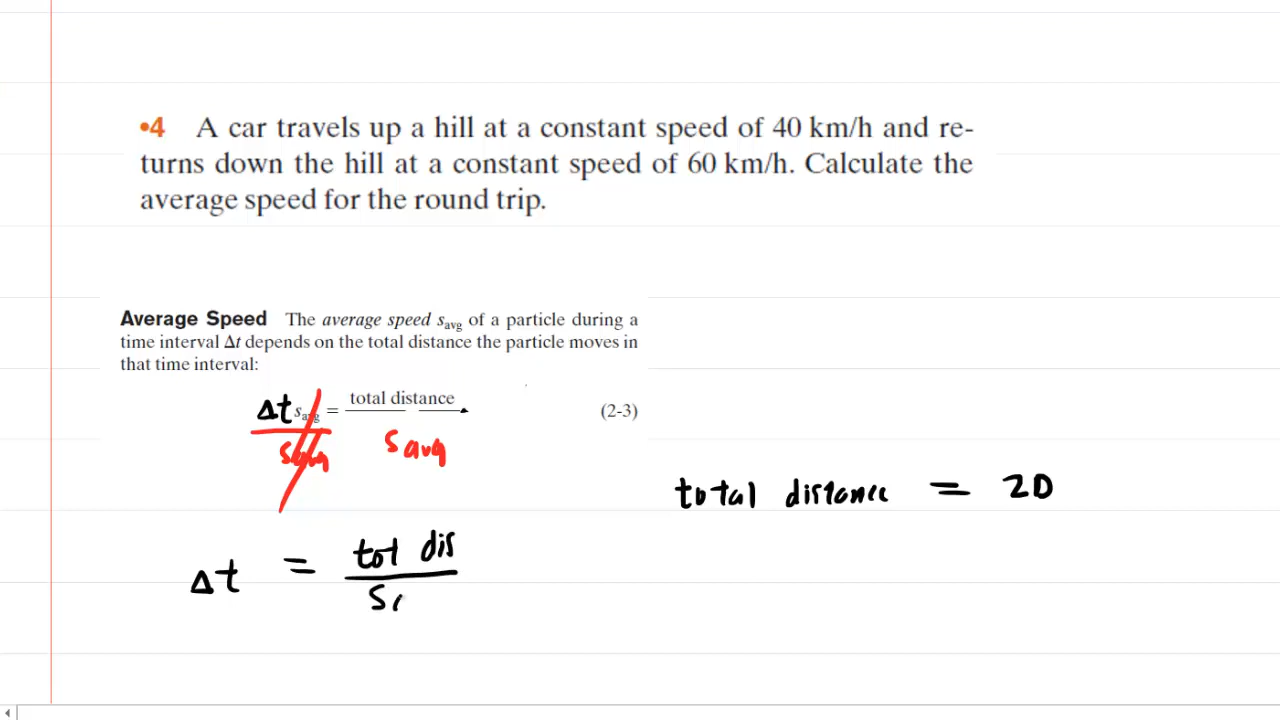 •4 A car travels up a hill at a constant speed of 40 km/h and re-
turns down the hill at a constant speed of 60 km/h. Calculate the
average speed for the round trip.
Average Speed The average speed savg of a particle during a
time interval Δt depends on the total distance the particle moves in
that time interval:
Δt savg = total distance
savg savg
(2-3)
total distance = 2D
Δt = tot dis
s